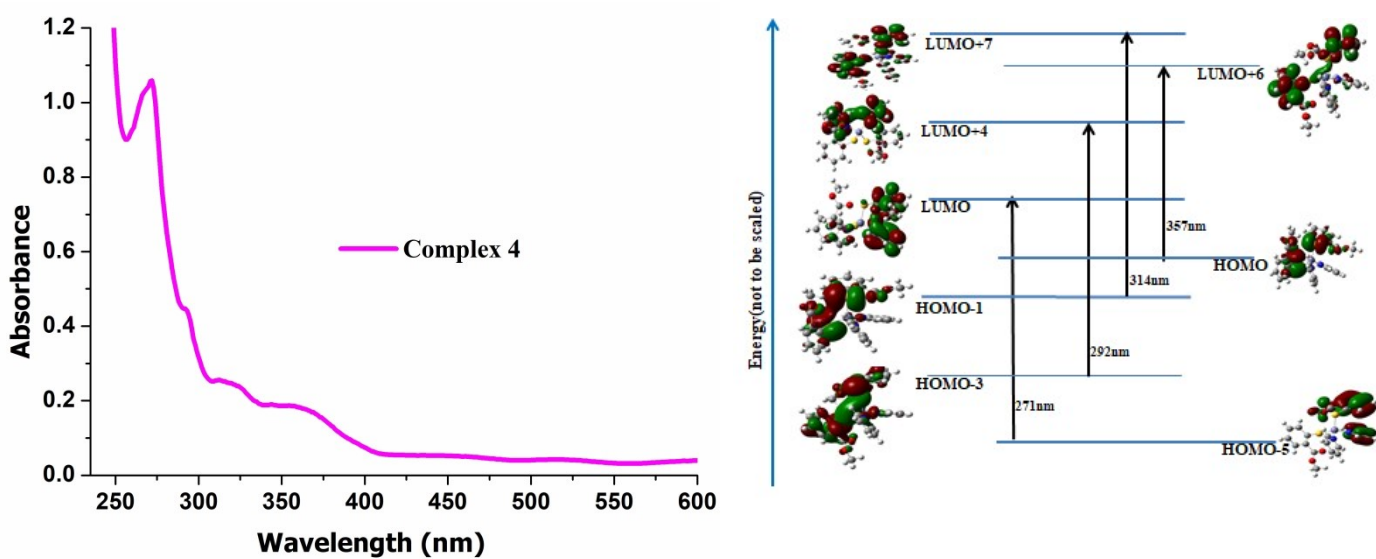 1.2
1.0
0.8
0.6
0.4
0.2
0.0
250 300 350 400 450 500 550 600
Absorbance
Wavelength (nm)
Complex 4
Energy(not to be scaled)
LUMO+7
LUMO+6
LUMO+4
LUMO
357nm
HOMO
314nm
HOMO-1
292nm
HOMO-3
271nm
HOMO-5